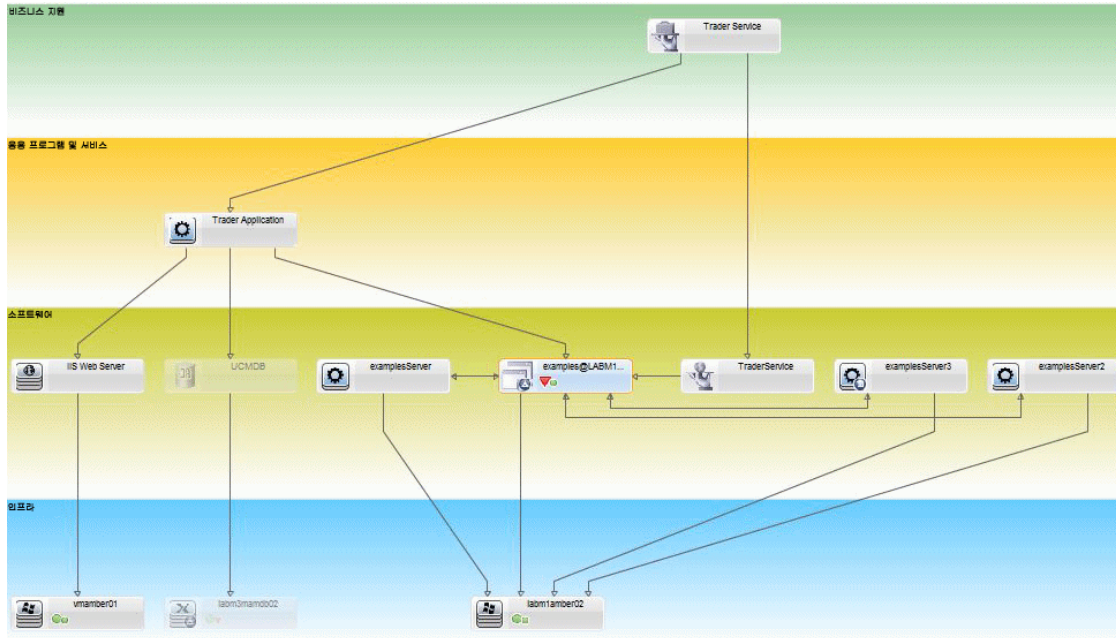 비즈니스 지원
Trader Service
응용 프로그램 및 서비스
Trader Application
소프트웨어
IIS Web Server
UCMDB
examplesServer
examples@LABM1...
TraderService
examplesServer3
examplesServer2
인프라
vmamber01
labm3mamdb02
labm1amber02